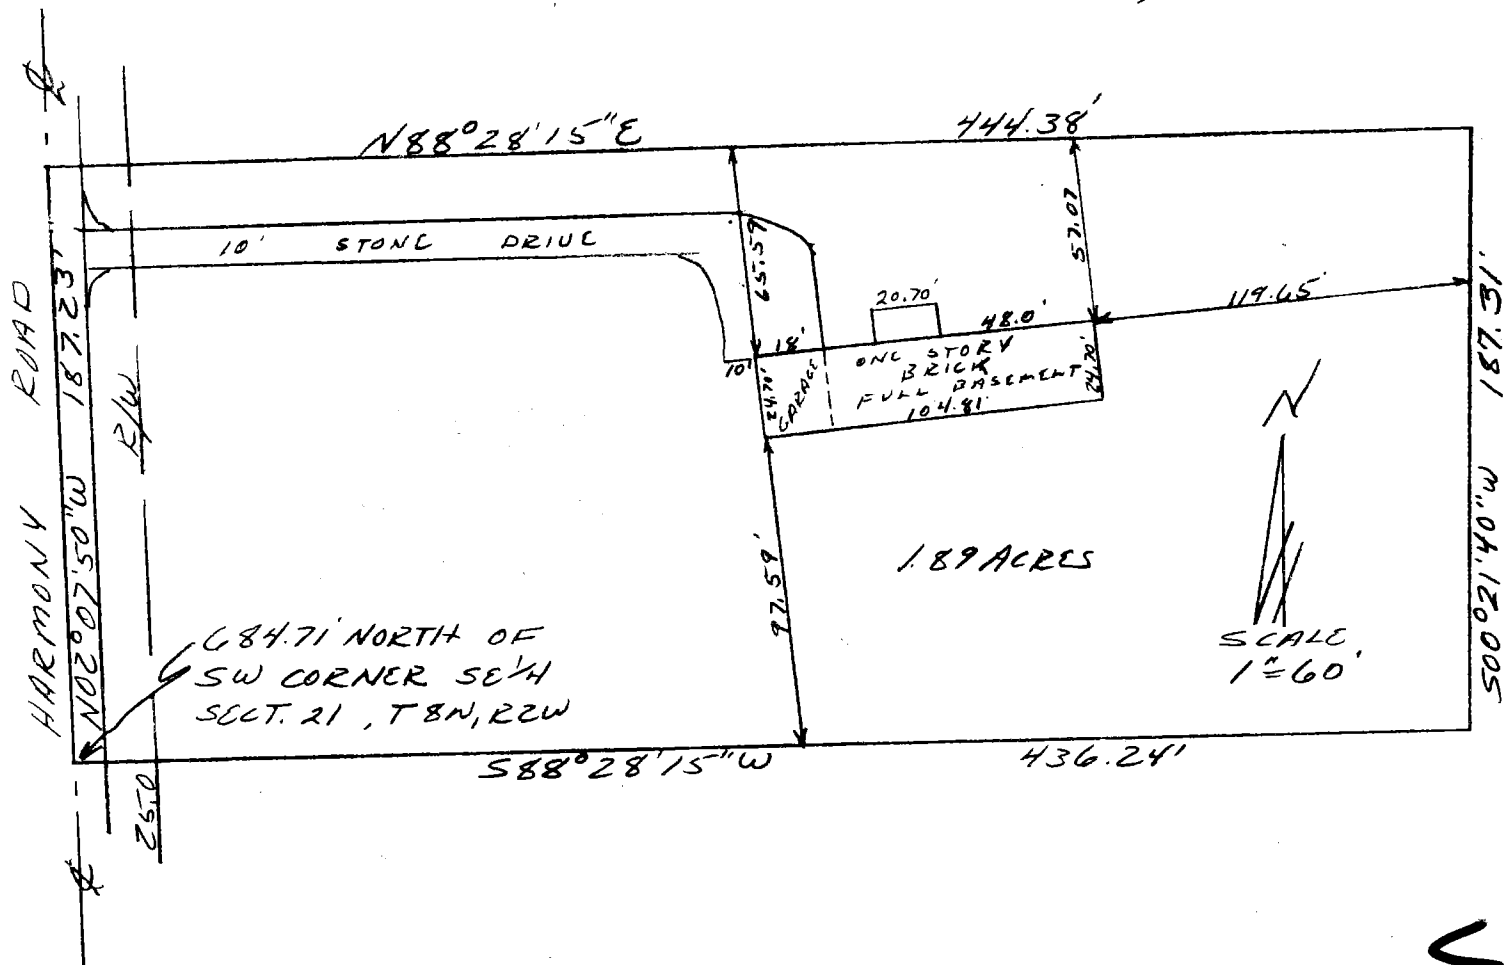 N88°28'15"E
444.38'
10' STONE DRIVE
65.59
57.07
20.70'
18'
48.0'
119.65'
10'
24.70'
GARAGE
ONE STORY
BRICK
FULL BASEMENT
104.81'
24.70'
HARMONY ROAD
N02°07'50"W 187.23'
R/W
25.0
97.59'
1.89 ACRES
N
SCALE
1"=60'
S00°12'40"W 187.31'
684.71' NORTH OF
SW CORNER SE1/4
SECT. 21, T8N, R2W
S88°28'15"W
436.24'